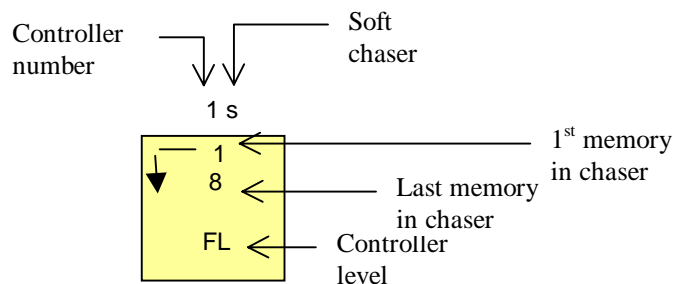 Controller
number
Soft
chaser
1 s
1
8
FL
1st memory
in chaser
Last memory
in chaser
Controller
level